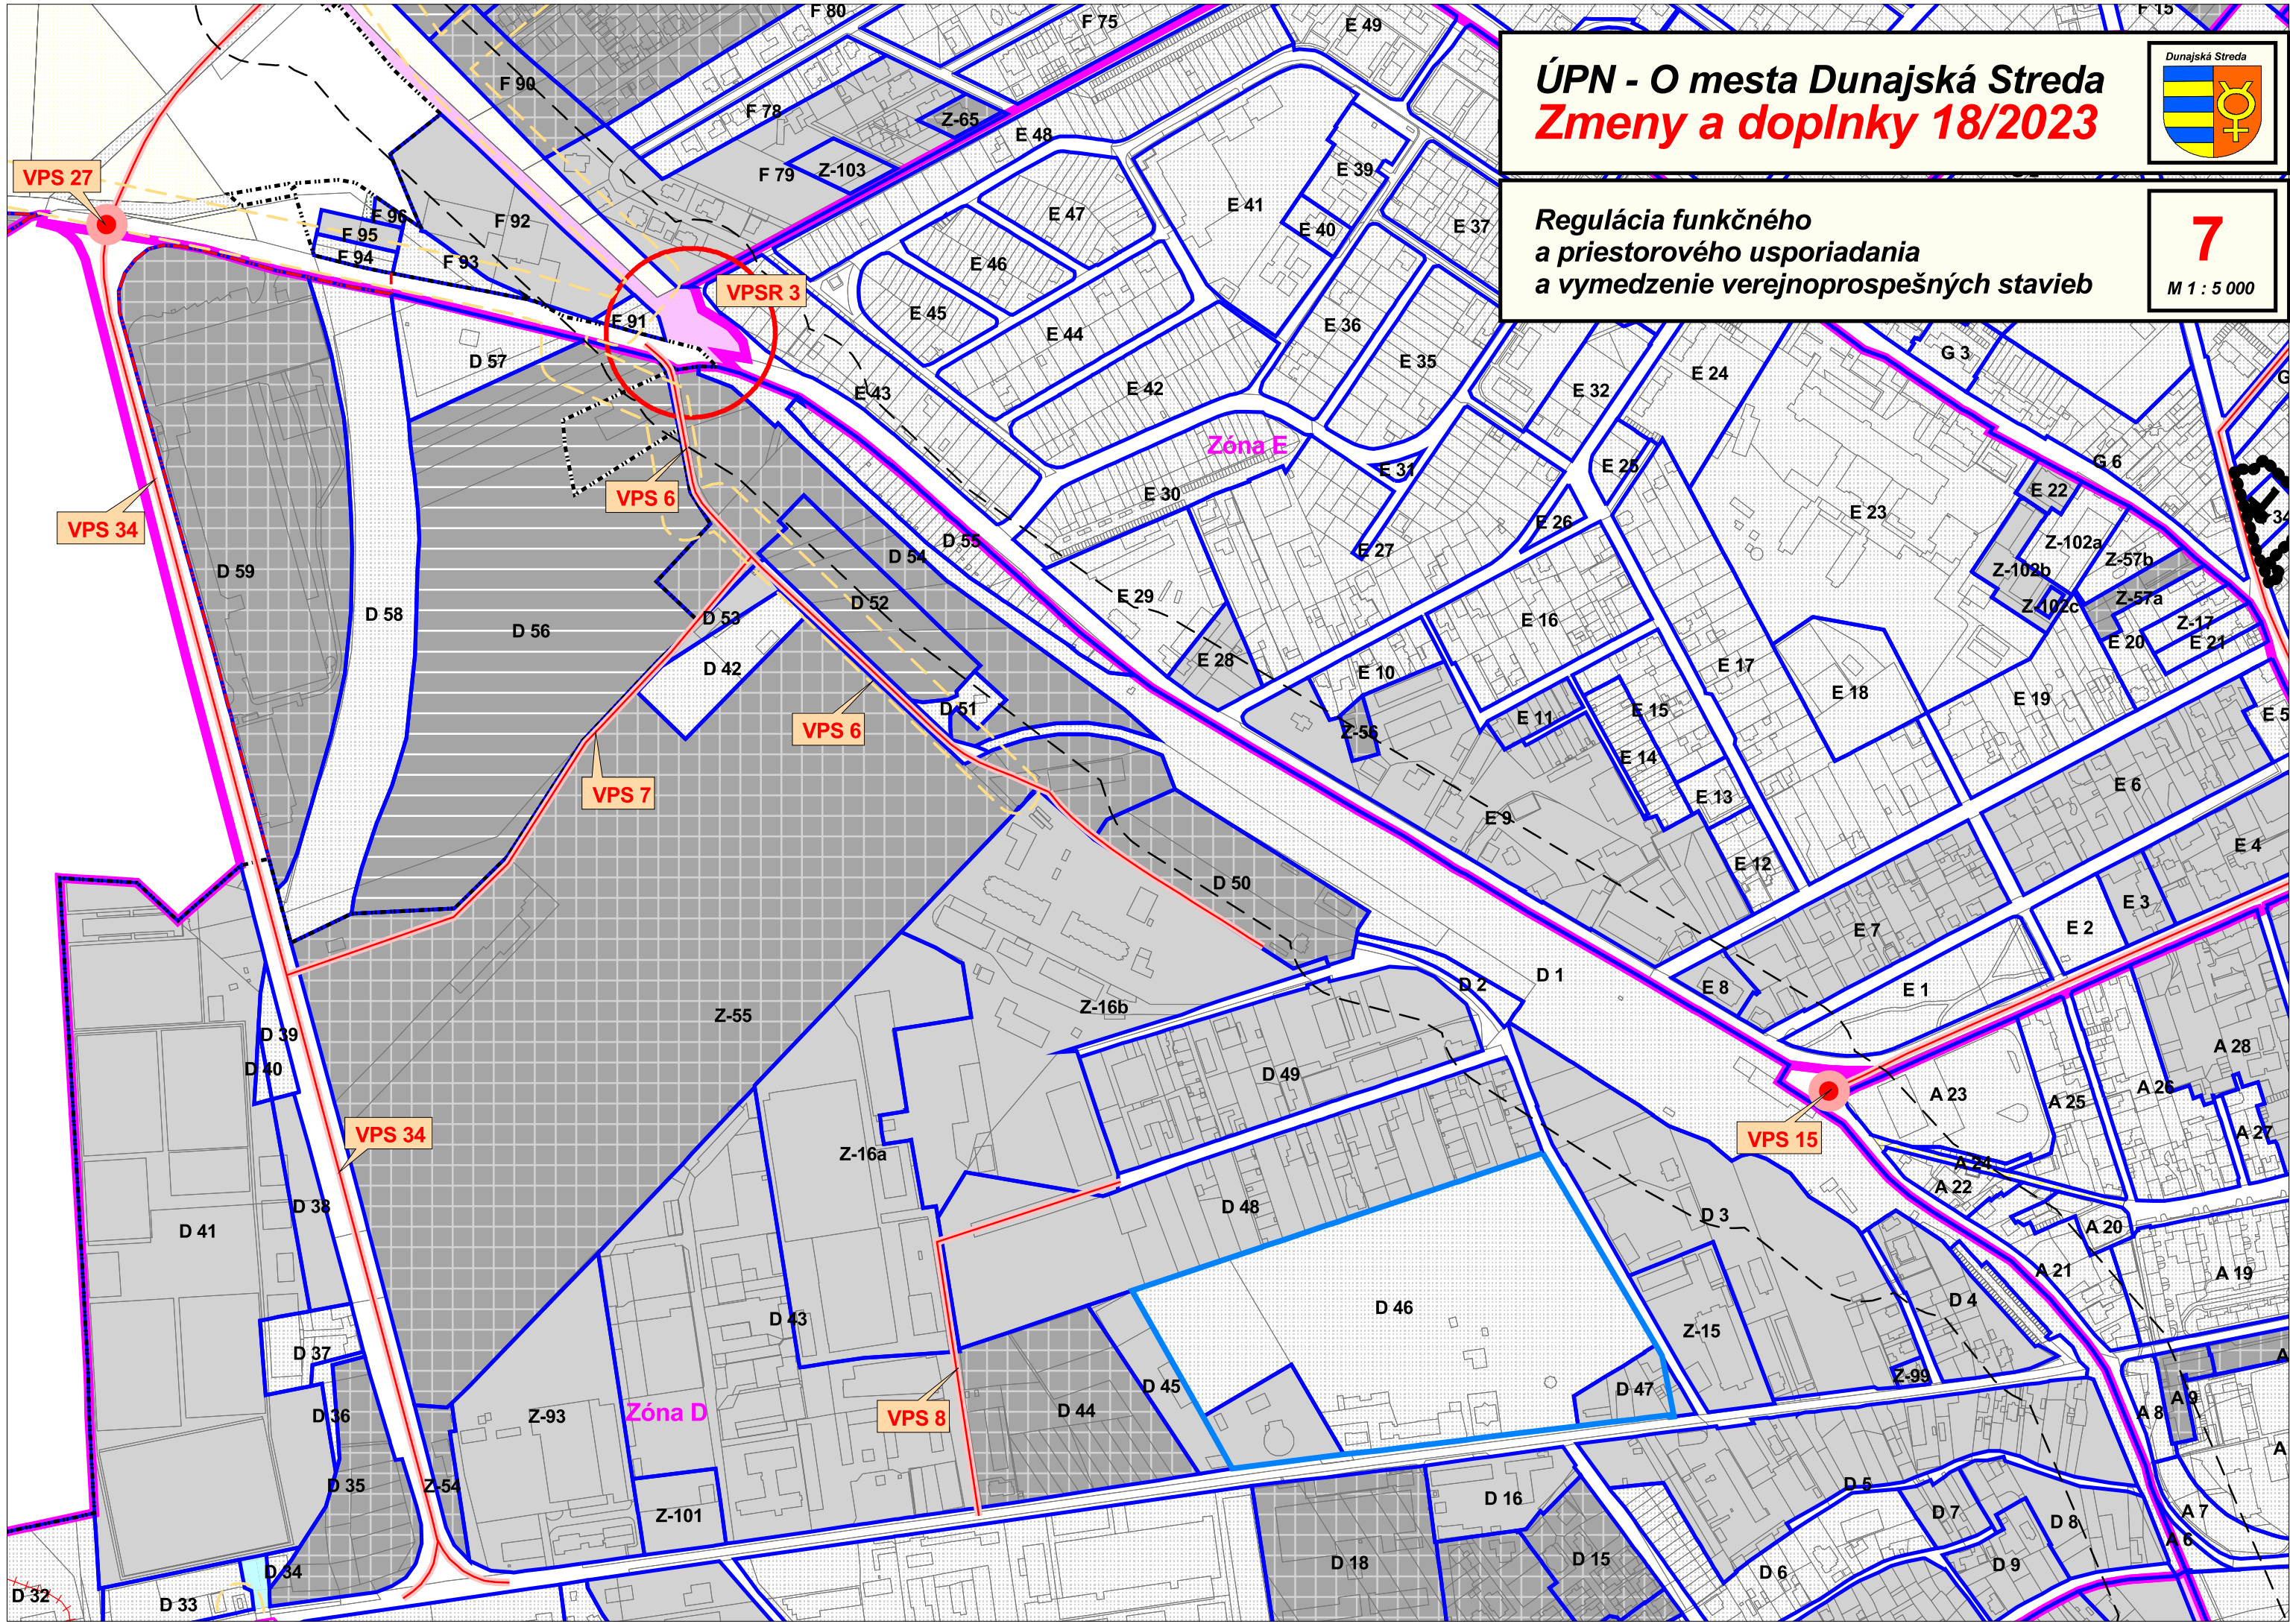 ÚPN - O mesta Dunajská Streda
Zmeny a doplnky 18/2023
Dunajská Streda
Regulácia funkčného
a priestorového usporiadania
a vymedzenie verejnoprospešných stavieb
7
M 1 : 5 000
F 80
F 75
E 49
F 15
F 90
F 78
Z-65
E 48
F 79
Z-103
E 39
E 41
E 40
E 37
E 47
E 46
E 45
E 44
E 42
E 36
E 35
VPS 27
F 96
F 95
F 94
F 93
F 92
F 91
VPSR 3
D 57
E 43
E 32
E 24
G 3
G 6
Zóna E
E 31
E 30
E 25
E 26
E 27
E 23
E 22
Z-102a
Z-102b
Z-102c
Z-57b
Z-57a
Z-17
E 21
E 20
34
VPS 6
VPS 34
D 59
D 58
D 56
D 55
D 54
D 53
D 52
D 42
D 51
E 29
E 28
E 16
E 10
E 17
E 18
E 19
E 5
E 15
E 11
Z-56
E 14
E 13
E 9
E 12
E 6
E 4
E 3
E 2
E 7
E 1
E 8
VPS 6
VPS 7
D 50
D 2
D 1
Z-55
Z-16b
D 49
D 39
D 40
VPS 34
Z-16a
D 41
D 38
D 48
D 3
VPS 15
A 23
A 25
A 26
A 28
A 27
A 24
A 22
A 20
A 21
A 19
D 46
D 4
Z-15
Z-99
D 43
D 37
D 45
D 47
D 36
Z-93
Zóna D
VPS 8
D 44
A 8
A 9
D 35
Z-54
Z-101
D 16
D 5
D 7
D 8
A 7
A 6
D 34
D 33
D 32
D 18
D 15
D 6
D 9